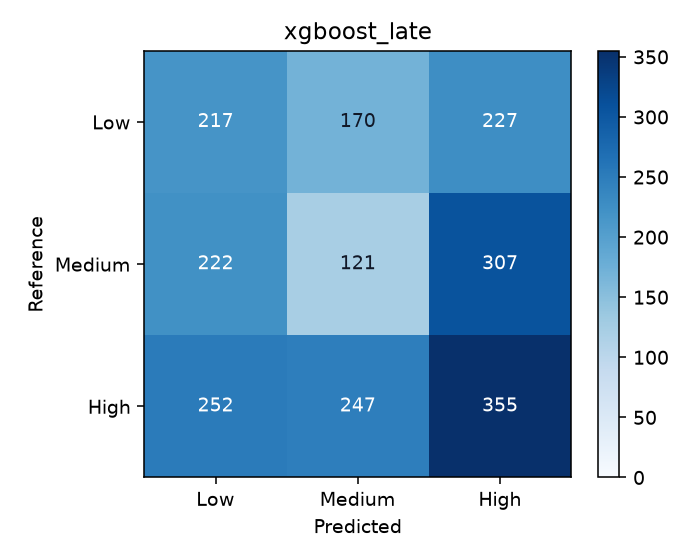 xgboost_late
Reference
Low
217 170 227
Medium
222 121 307
High
252 247 355
Low Medium High
Predicted
350
300
250
200
150
100
50
0